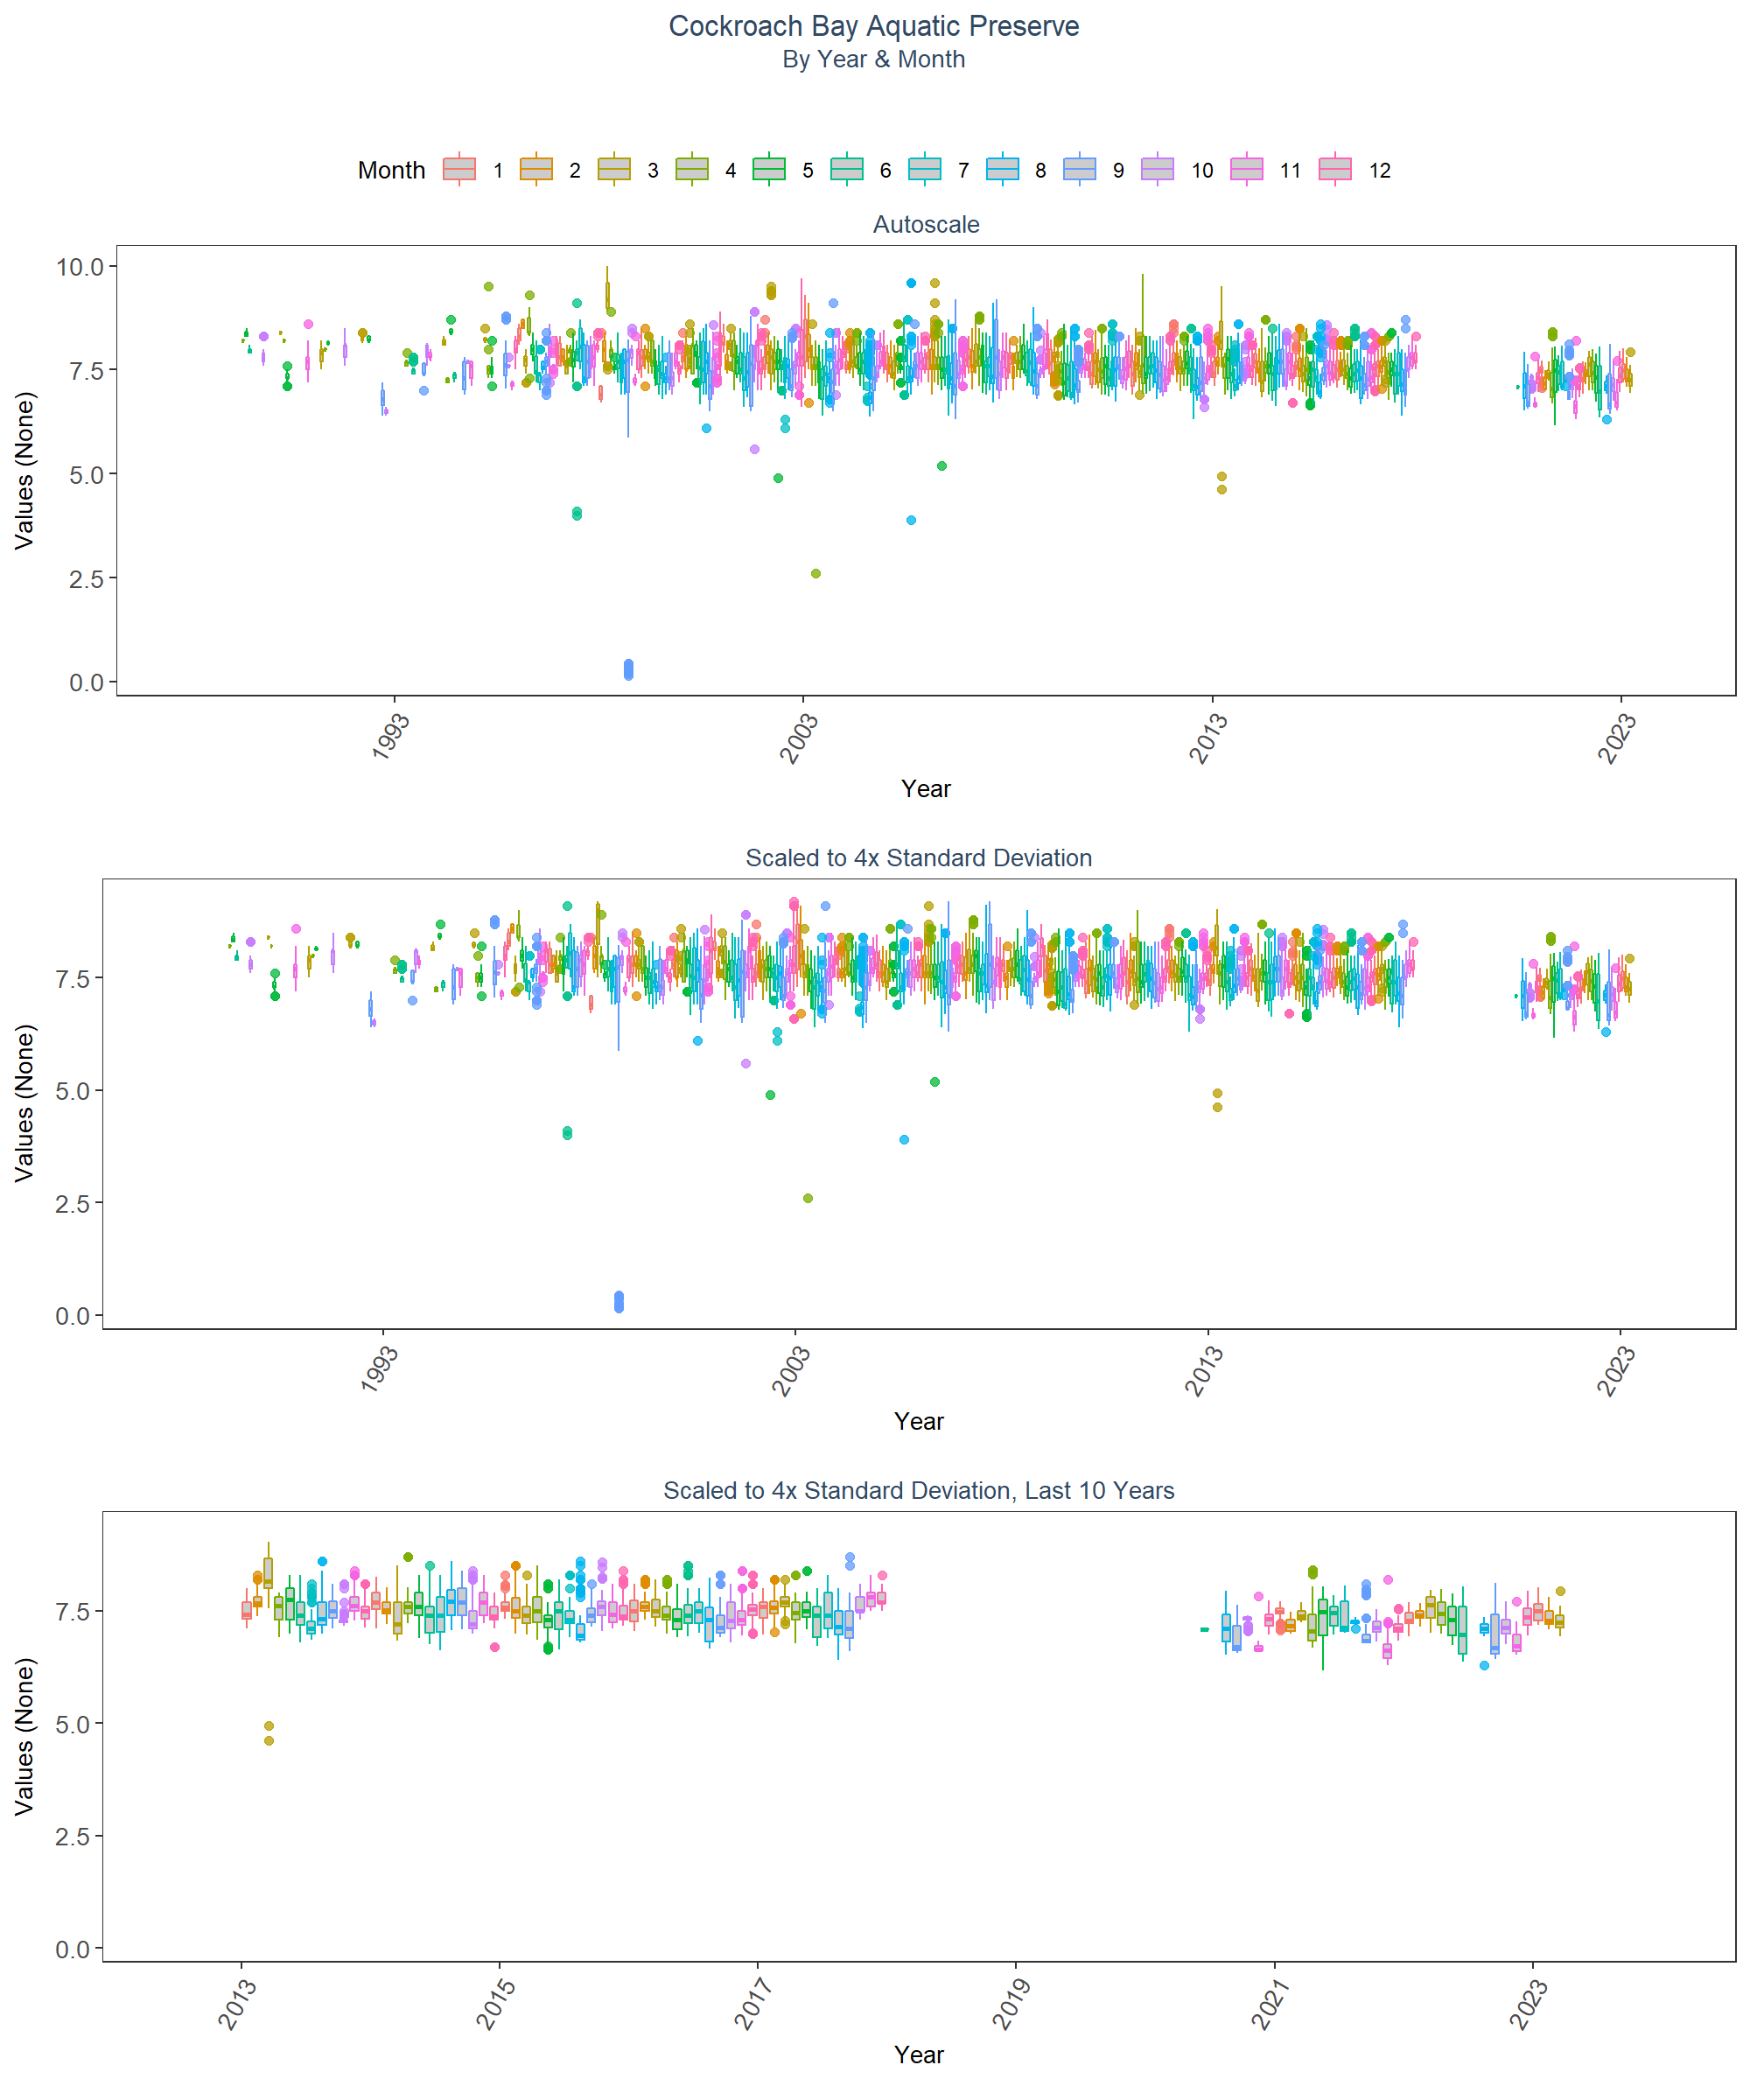 Cockroach Bay Aquatic Preserve
By Year & Month
Month 1 2 3 4 5 6 7 8 9 10 11 12
Autoscale
10.0
7.5
5.0
2.5
0.0
Values (None)
1993 2003 2013 2023
Year
Scaled to 4x Standard Deviation
7.5
5.0
2.5
0.0
Values (None)
1993 2003 2013 2023
Year
Scaled to 4x Standard Deviation, Last 10 Years
7.5
5.0
2.5
0.0
Values (None)
2013 2015 2017 2019 2021 2023
Year